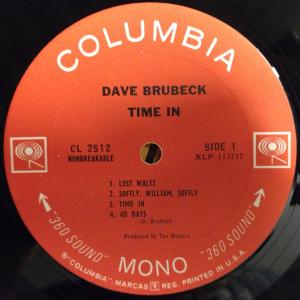 COLUMBIA
DAVE BRUBECK
TIME IN
CL 2512
NONBREAKABLE
SIDE 1
XLP 113717
1. LOST WALTZ
2. SOFTLY, WILLIAM, SOFTLY
3. TIME IN
4. 40 DAYS
-D. Brubeck-
Produced by Teo Macero
"360 SOUND" MONO "360 SOUND"
® "COLUMBIA", MARCAS REG. PRINTED IN U.S.A.